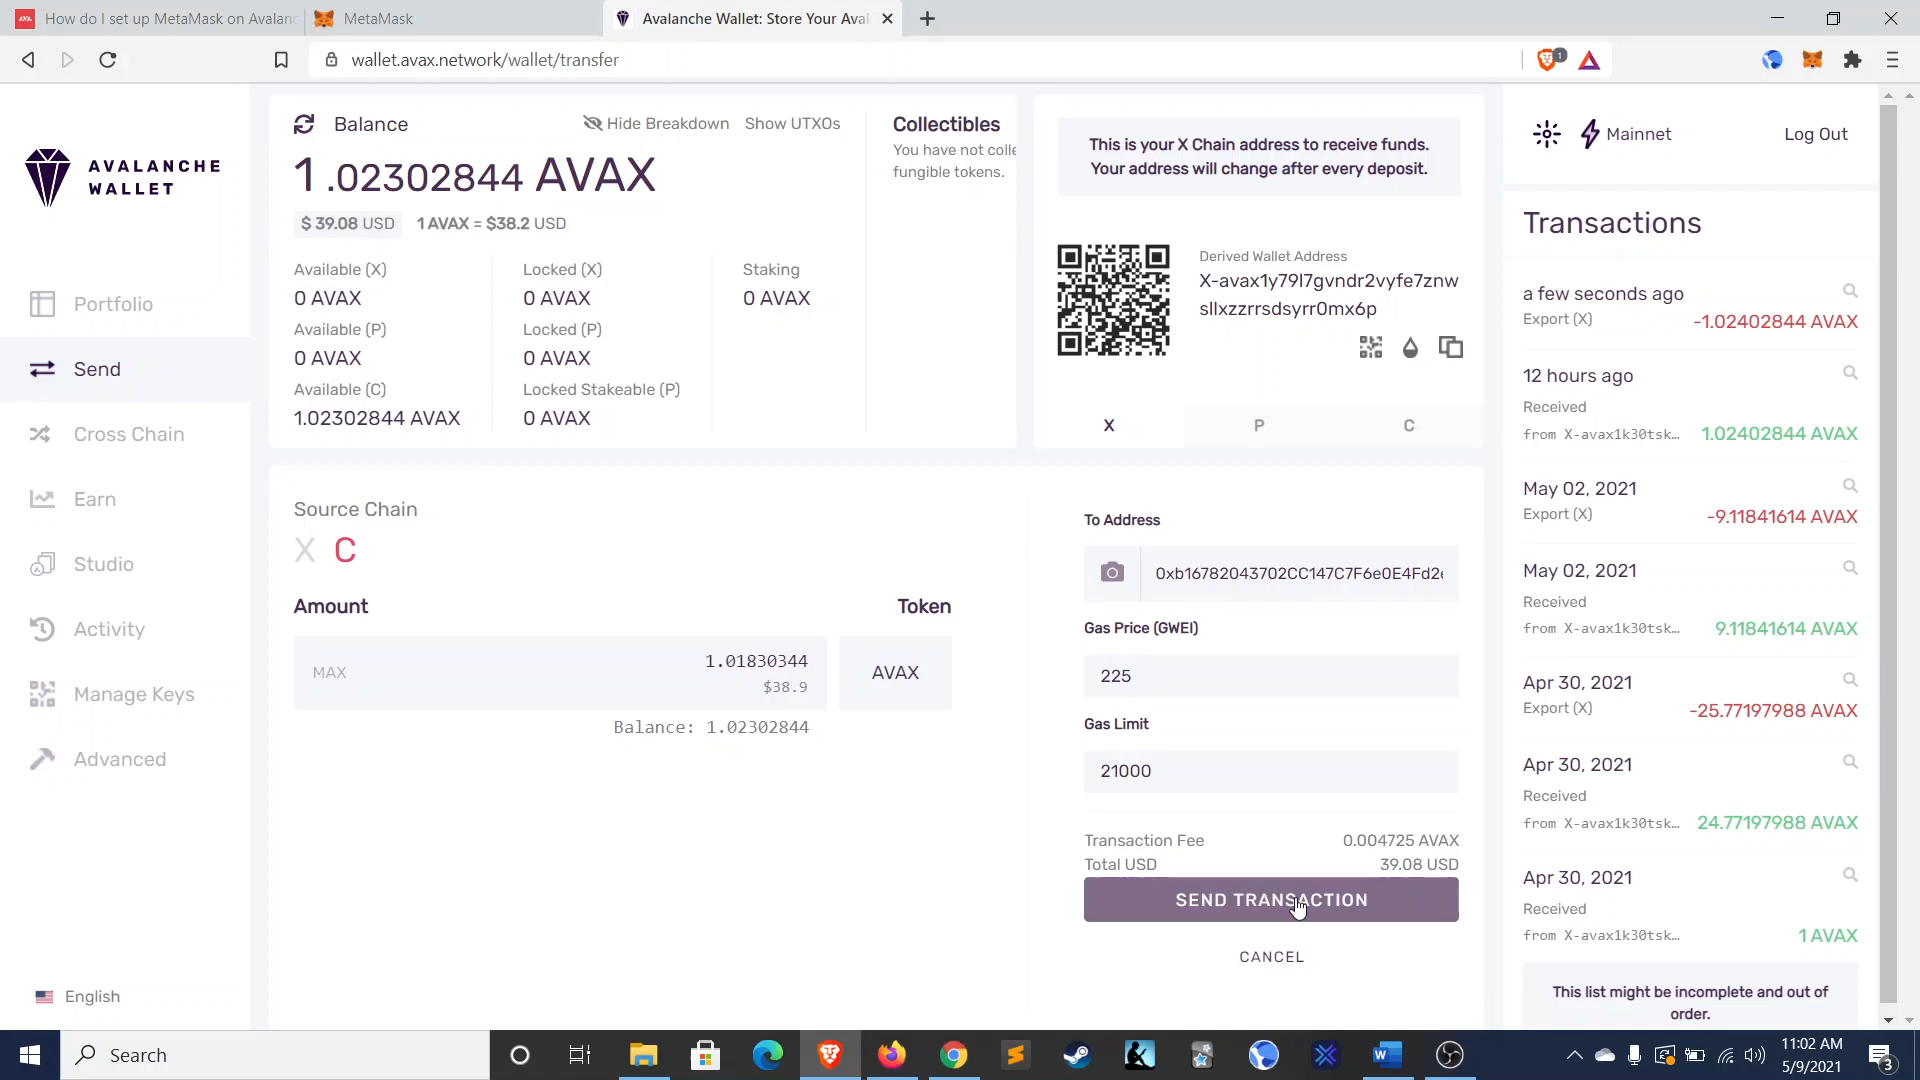 How do I set up MetaMask on Avalanc
MetaMask
Avalanche Wallet: Store Your Ava
wallet.avax.network/wallet/transfer
1
AVALANCHE
WALLET
Portfolio
Send
Cross Chain
Earn
Studio
Activity
Manage Keys
Advanced
English
Balance
Hide Breakdown
Show UTXOs
1.02302844 AVAX
$ 39.08 USD
1 AVAX = $38.2 USD
Available (X)
0 AVAX
Available (P)
0 AVAX
Available (C)
1.02302844 AVAX
Locked (X)
0 AVAX
Locked (P)
0 AVAX
Locked Stakeable (P)
0 AVAX
Staking
0 AVAX
Collectibles
You have not colle
fungible tokens.
This is your X Chain address to receive funds.
Your address will change after every deposit.
Derived Wallet Address
X-avax1y79l7gvndr2vyfe7znw
sllxzzrrsdsyrr0mx6p
X
P
C
Source Chain
X C
Amount
Token
MAX
1.01830344
$38.9
AVAX
Balance: 1.02302844
To Address
0xb16782043702CC147C7F6e0E4Fd2e
Gas Price (GWEI)
225
Gas Limit
21000
Transaction Fee 0.004725 AVAX
Total USD 39.08 USD
SEND TRANSACTION
CANCEL
Mainnet
Log Out
Transactions
a few seconds ago
Export (X) -1.02402844 AVAX
12 hours ago
Received
from X-avax1k30tsk… 1.02402844 AVAX
May 02, 2021
Export (X) -9.11841614 AVAX
May 02, 2021
Received
from X-avax1k30tsk… 9.11841614 AVAX
Apr 30, 2021
Export (X) -25.77197988 AVAX
Apr 30, 2021
Received
from X-avax1k30tsk… 24.77197988 AVAX
Apr 30, 2021
Received
from X-avax1k30tsk… 1 AVAX
This list might be incomplete and out of
order.
Search
11:02 AM
5/9/2021
3